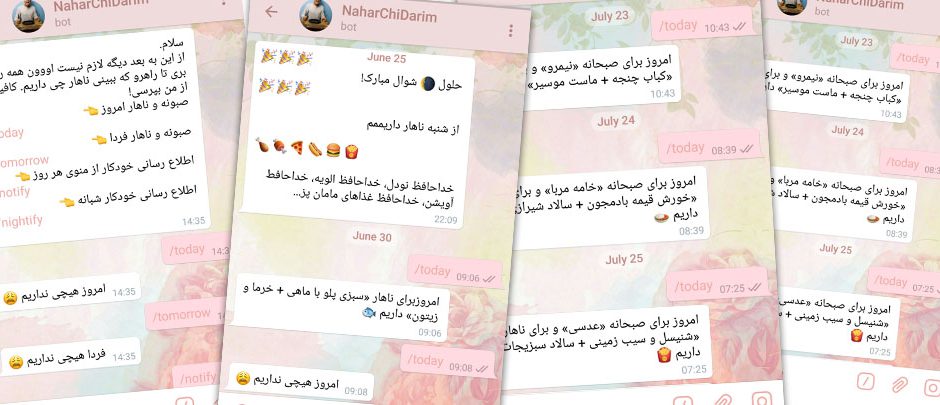 NaharChiDarim
bot
سلام.
از این به بعد دیگه لازم نیست اووون همه ر
بری تا راهرو که ببینی ناهار چی داریم. کافی
از من بپرسی!
صبونه و ناهار امروز 👈
oday
صبونه و ناهار فردا 👈
omorrow
اطلاع رسانی خودکار از منوی هر روز 👈
notify
اطلاع رسانی خودکار شبانه 👈
nightify
14:35
/today 14:3
امروز هیچی نداریم 😩 14:35
/tomorrow
فردا هیچی نداریم 😩 14:35
/notify
NaharChiDarim
bot
June 25
🎉🎉🎉
حلول 🌘 شوال مبارک!
🎉🎉🎉
از شنبه ناهار داریممم
🍗🍖🍕🌭🍔🍟
خداحافظ نودل، خداحافظ الویه، خداحافظ
آویشن، خداحافظ غذاهای مامان پز...
22:09
June 30
/today 09:06
امروزبرای ناهار «سبزی پلو با ماهی + خرما و
زیتون» داریم 🐟
09:06
/today 09:08
امروز هیچی نداریم 😩 09:08
July 23
/today 10:43
امروز برای صبحانه «نیمرو» و ب
«کباب چنجه + ماست موسیر»
10:43
July 24
/today 08:39
امروز برای صبحانه «خامه مربا» و برای
«خورش قیمه بادمجون + سالاد شیراز
داریم 🍛
08:39
July 25
/today 07:25
امروز برای صبحانه «عدسی» و برای ناهار
«شنیسل و سیب زمینی + سالاد سبزیجات
داریم 🍟
07:25
NaharChiDarim
bot
July 23
/today
امروز برای صبحانه «نیمرو» و
«کباب چنجه + ماست موسیر» دار
10:43
July 24
/today
امروز برای صبحانه «خامه مربا» و
«خورش قیمه بادمجون + سالاد ش
داریم 🍛
08:39
July 25
/today
امروز برای صبحانه «عدسی» و
«شنیسل و سیب زمینی +
داریم 🍟
07:25